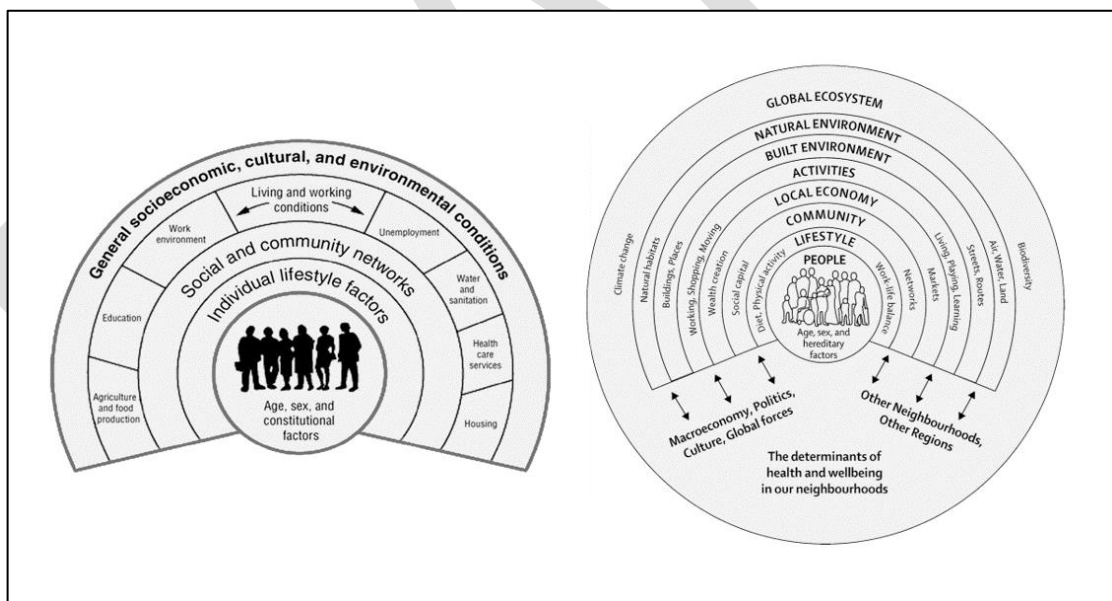 General socioeconomic, cultural, and environmental conditions
Living and working
conditions
Work
environment
Unemployment
Education
Water
and
sanitation
Agriculture
and food
production
Health
care
services
Housing
Social and community networks
Individual lifestyle factors
Age, sex, and
constitutional
factors
GLOBAL ECOSYSTEM
NATURAL ENVIRONMENT
BUILT ENVIRONMENT
ACTIVITIES
LOCAL ECONOMY
COMMUNITY
LIFESTYLE
PEOPLE
Climate change
Natural habitats
Buildings, Places
Working, Shopping, Moving
Wealth creation
Social capital
Diet, Physical activity
Work-life balance
Networks
Markets
Living, Playing, Learning
Streets, Routes
Air, Water, Land
Biodiversity
Age, sex, and
hereditary
factors
Macroeconomy, Politics,
Culture, Global forces
Other Neighbourhoods,
Other Regions
The determinants of
health and wellbeing
in our neighbourhoods